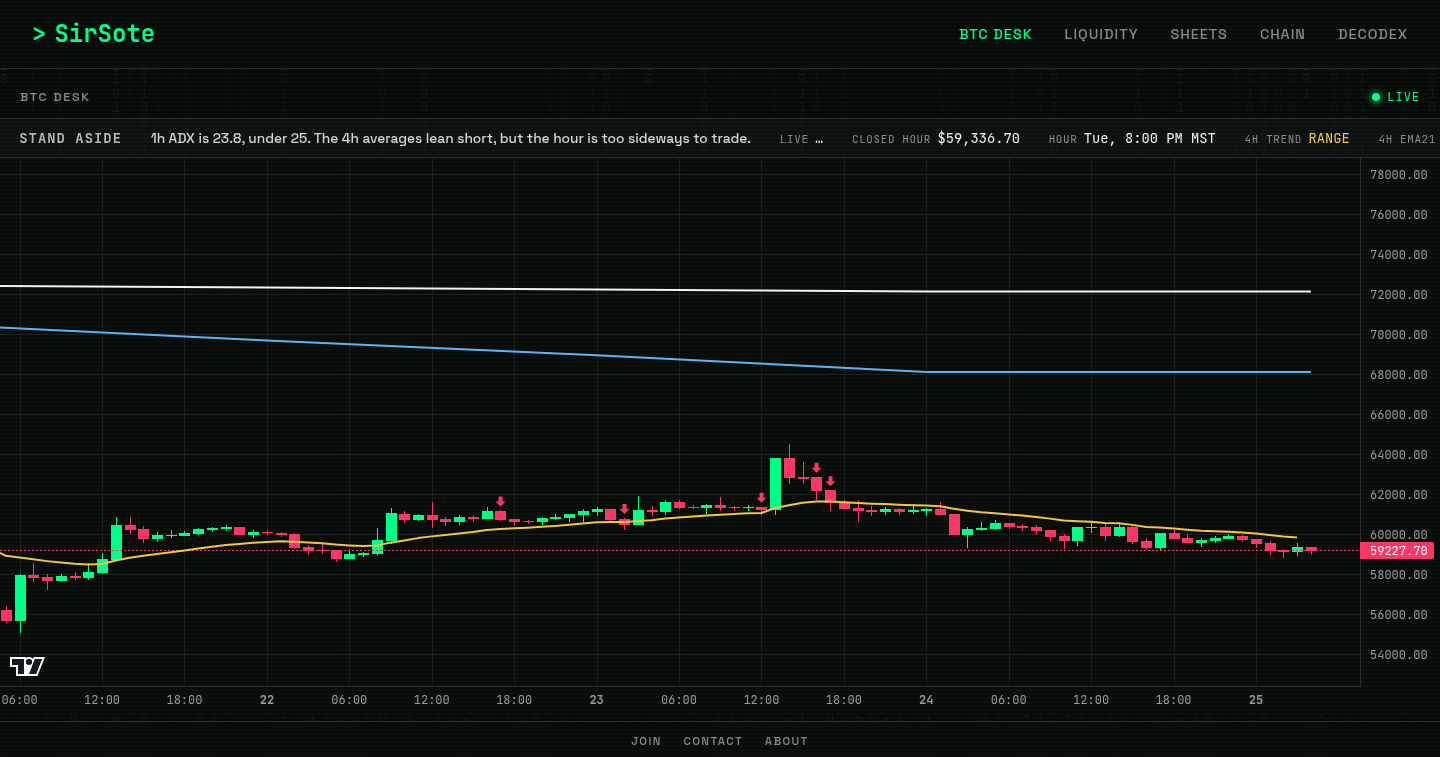 > SirSote
BTC DESK LIQUIDITY SHEETS CHAIN DECODEX
BTC DESK
LIVE
STAND ASIDE 1h ADX is 23.8, under 25. The 4h averages lean short, but the hour is too sideways to trade. LIVE … CLOSED HOUR $59,336.70 HOUR Tue, 8:00 PM MST 4H TREND RANGE 4H EMA21
78000.00
76000.00
74000.00
72000.00
70000.00
68000.00
66000.00
64000.00
62000.00
60000.00
59227.70
58000.00
56000.00
54000.00
06:00 12:00 18:00 22 06:00 12:00 18:00 23 06:00 12:00 18:00 24 06:00 12:00 18:00 25
JOIN CONTACT ABOUT